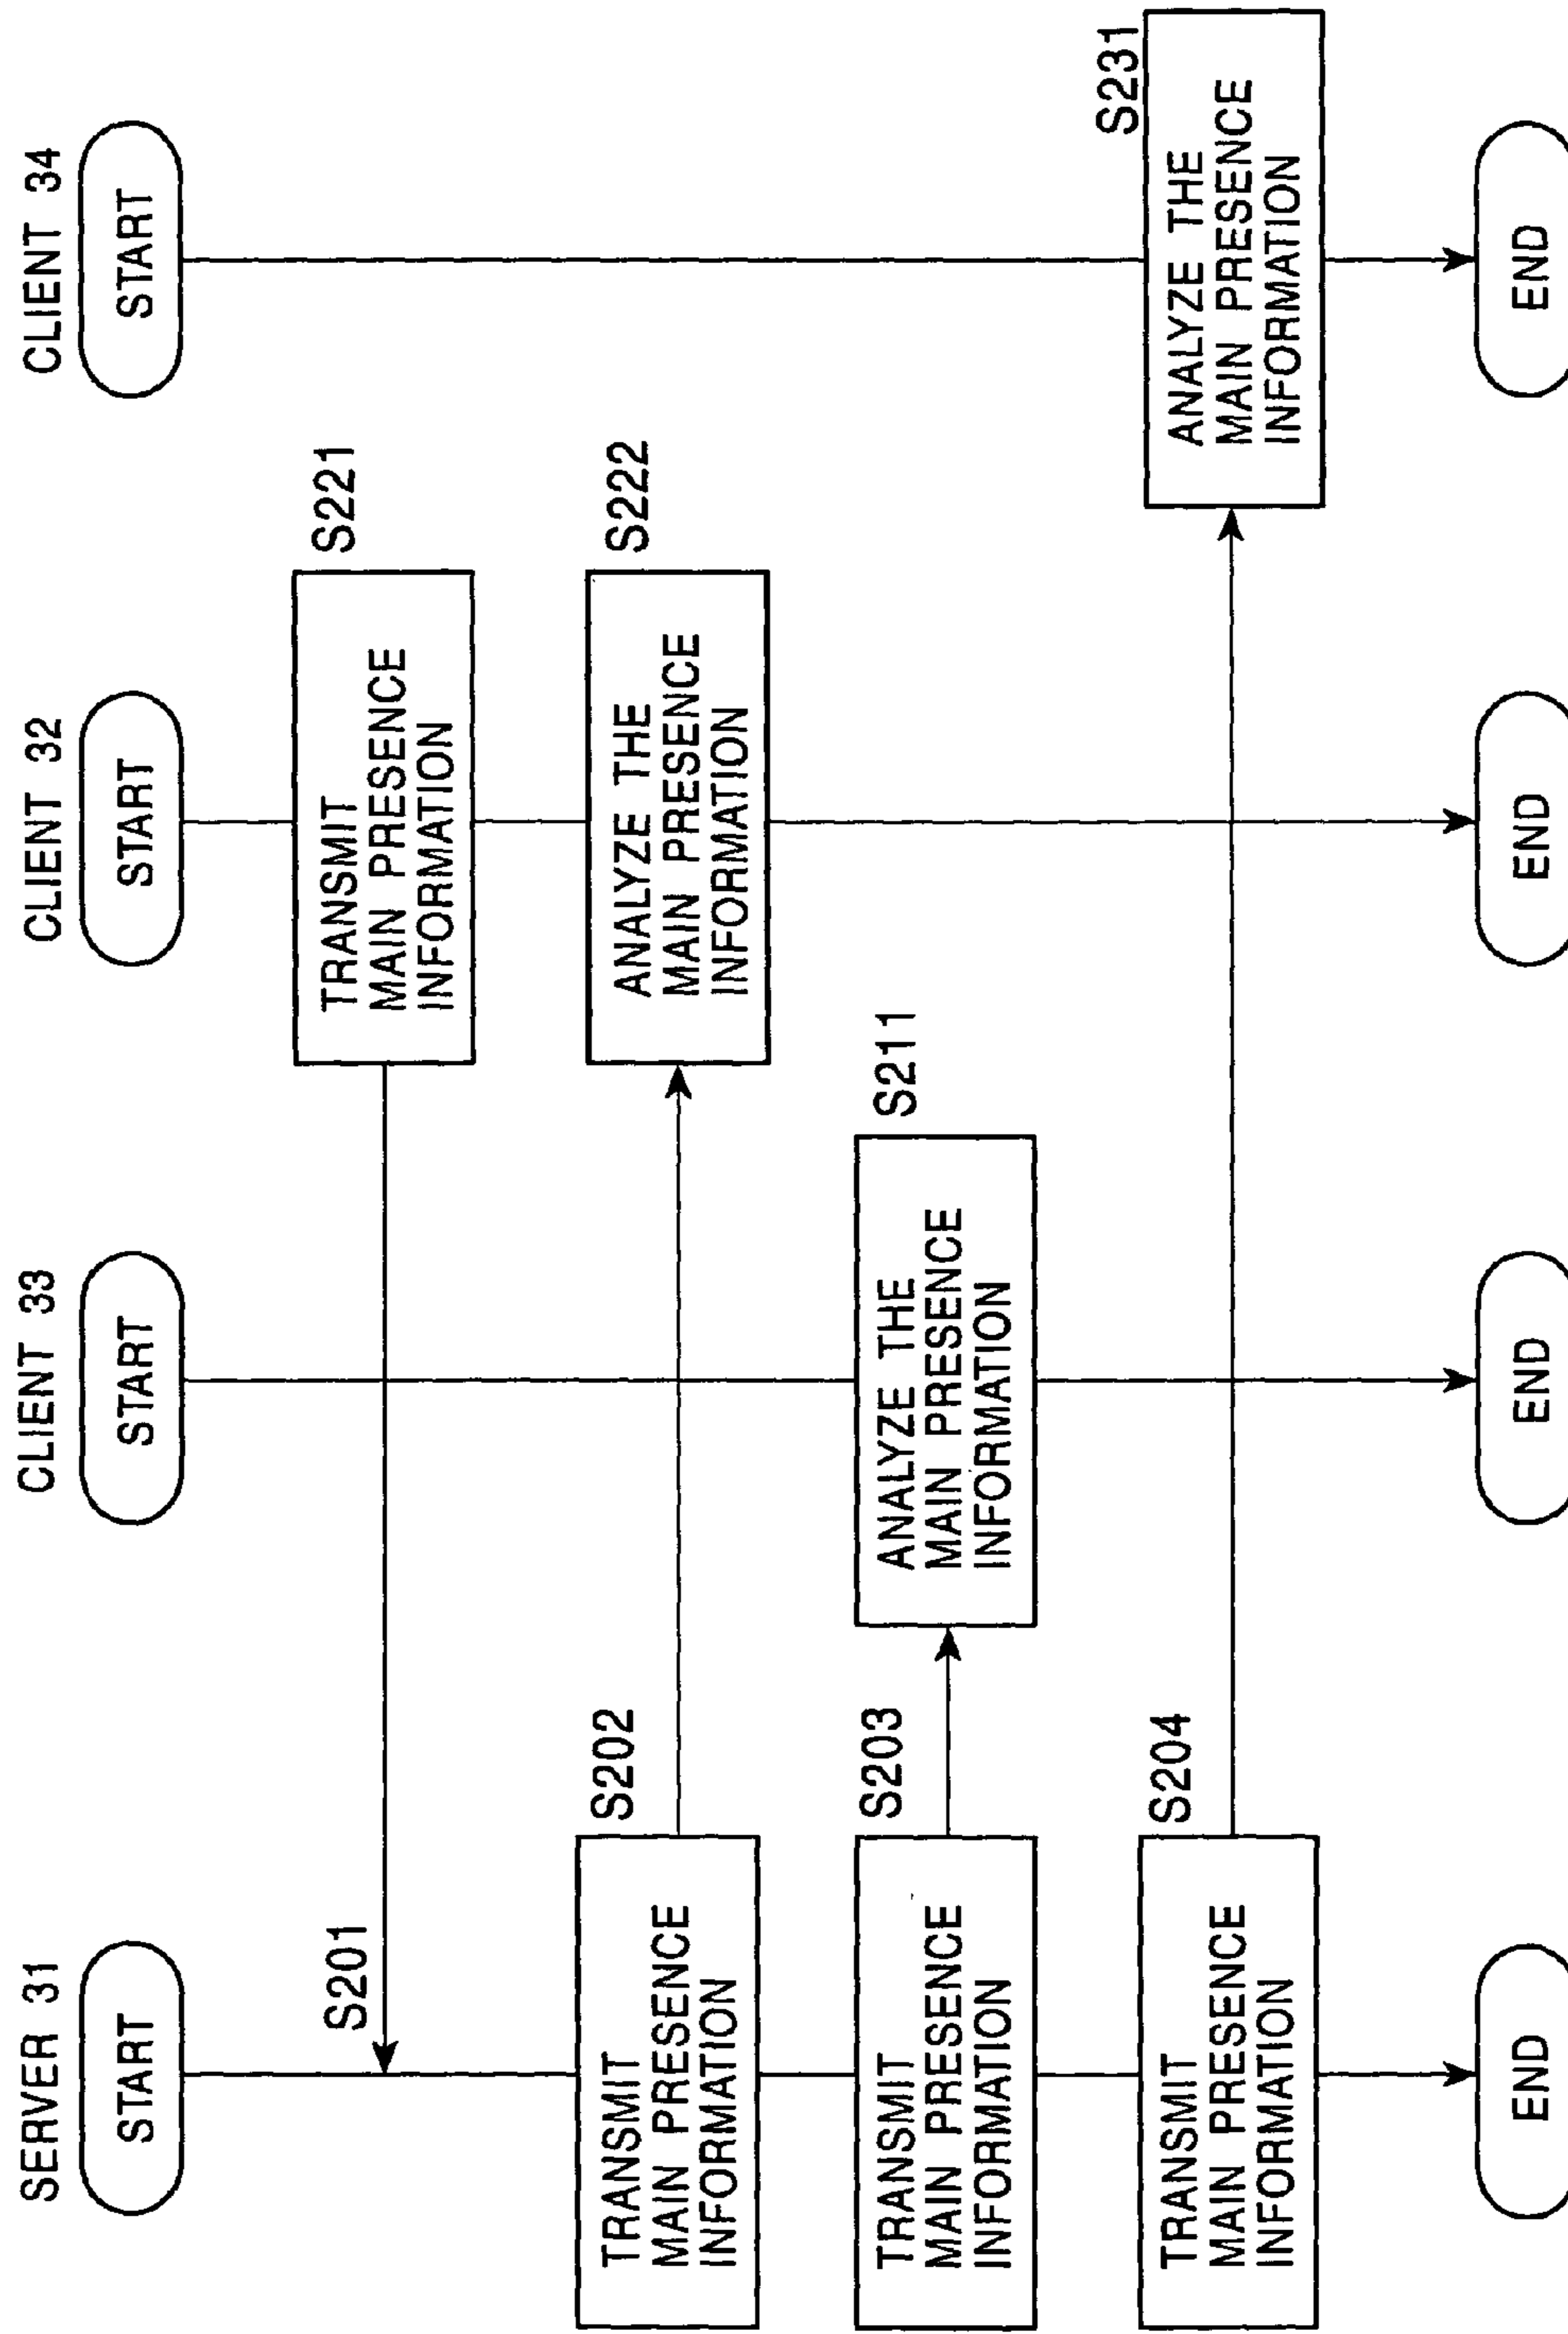 SERVER 31
CLIENT 33
CLIENT 32
CLIENT 34
START
START
START
START
S201
S221
TRANSMIT
MAIN PRESENCE
INFORMATION
S202
TRANSMIT
MAIN PRESENCE
INFORMATION
S222
ANALYZE THE
MAIN PRESENCE
INFORMATION
S203
TRANSMIT
MAIN PRESENCE
INFORMATION
S211
ANALYZE THE
MAIN PRESENCE
INFORMATION
S204
TRANSMIT
MAIN PRESENCE
INFORMATION
S231
ANALYZE THE
MAIN PRESENCE
INFORMATION
END
END
END
END